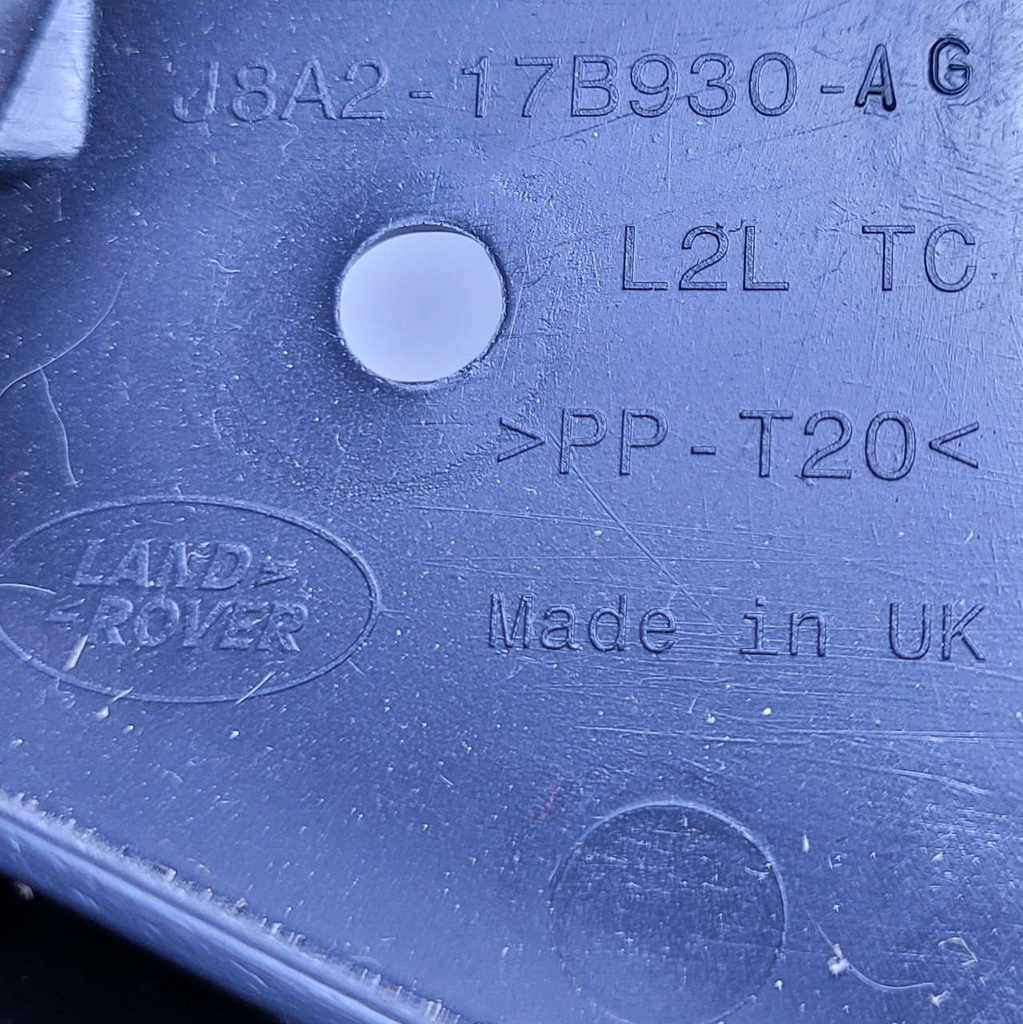 J8A2-17B930-AG
L2L TC
>PP-T20<
LAND
ROVER
Made in UK